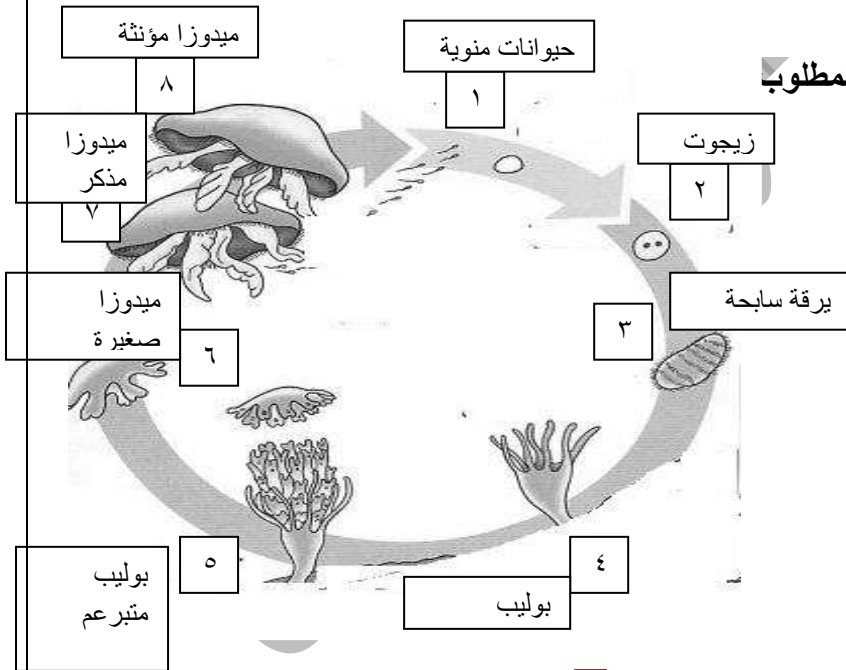 ميدوزا مؤنثة
٨
حيوانات منوية
١
مطلوب
زيجوت
٢
يرقة سابحة
٣
بوليب
٤
بوليب
متبرعم
٥
ميدوزا
صغيرة
٦
ميدوزا
مذكر
٧